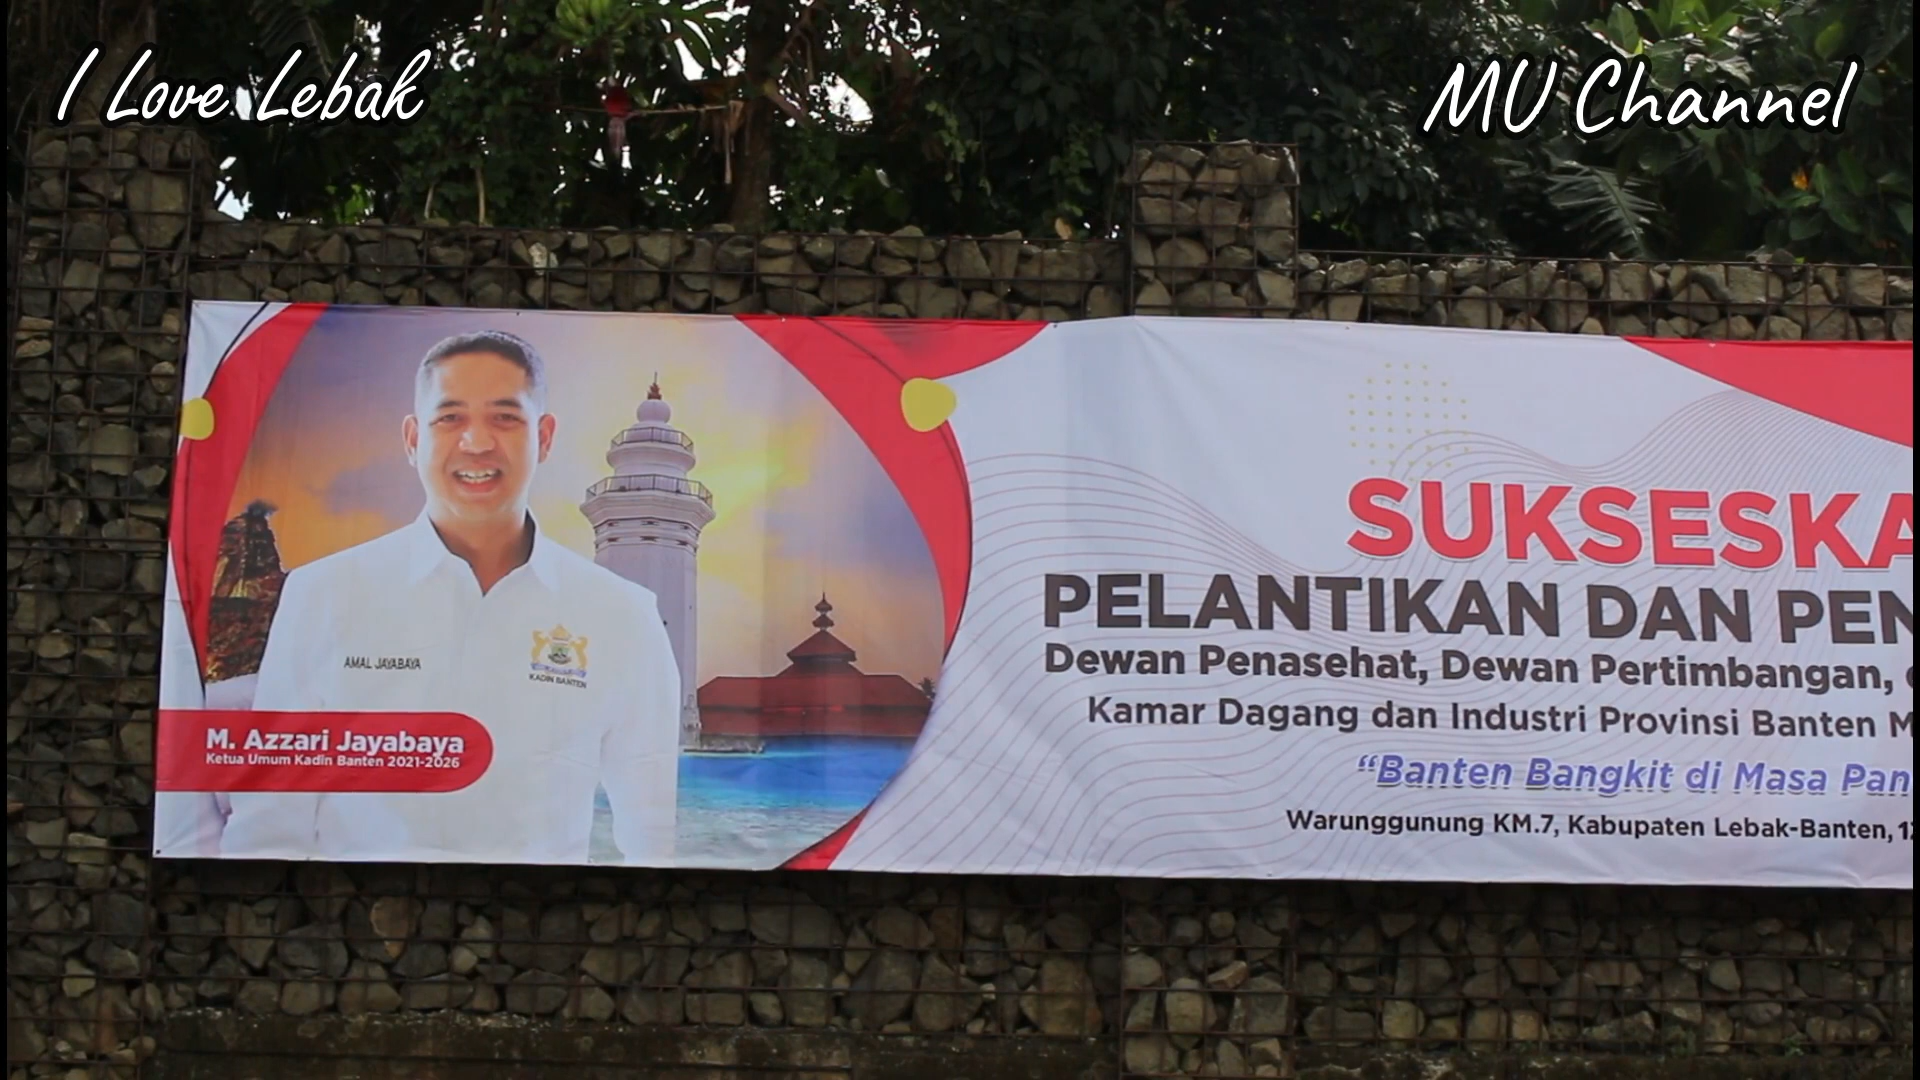 I Love Lebak
MU Channel
AMAL JAYABAYA
KADIN BANTEN
M. Azzari Jayabaya
Ketua Umum Kadin Banten 2021-2026
SUKSESKA
PELANTIKAN DAN PEN
Dewan Penasehat, Dewan Pertimbangan,
Kamar Dagang dan Industri Provinsi Banten M
"Banten Bangkit di Masa Pan
Warunggunung KM.7, Kabupaten Lebak-Banten, 12